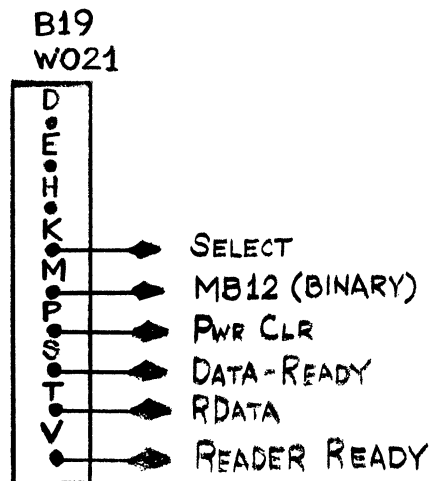 B19
W021
D
E
H
K SELECT
M MB12 (BINARY)
P PWR CLR
S DATA-READY
T RDATA
V READER READY